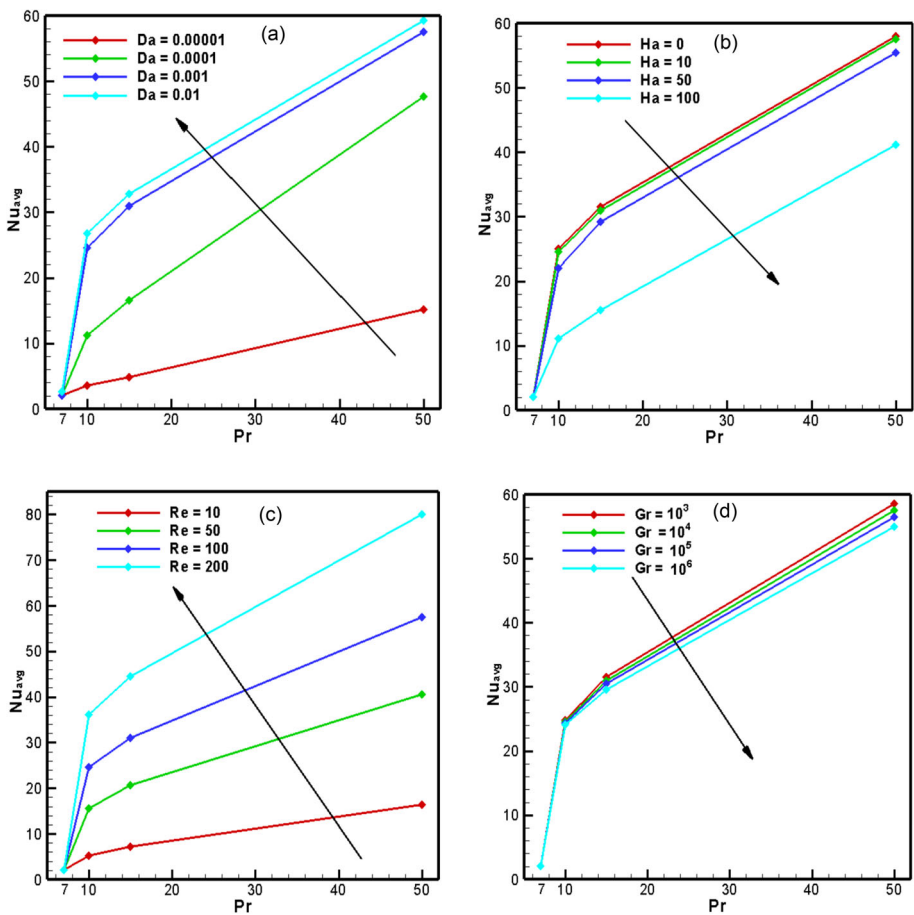 (a)
Da = 0.00001
Da = 0.0001
Da = 0.001
Da = 0.01
60
50
40
30
20
10
0
Nuavg
7 10 20 30 40 50
Pr
(b)
Ha = 0
Ha = 10
Ha = 50
Ha = 100
60
50
40
30
20
10
0
Nuavg
7 10 20 30 40 50
Pr
(c)
Re = 10
Re = 50
Re = 100
Re = 200
80
70
60
50
40
30
20
10
0
Nuavg
7 10 20 30 40 50
Pr
(d)
Gr = 10³
Gr = 10⁴
Gr = 10⁵
Gr = 10⁶
60
50
40
30
20
10
0
Nuavg
7 10 20 30 40 50
Pr